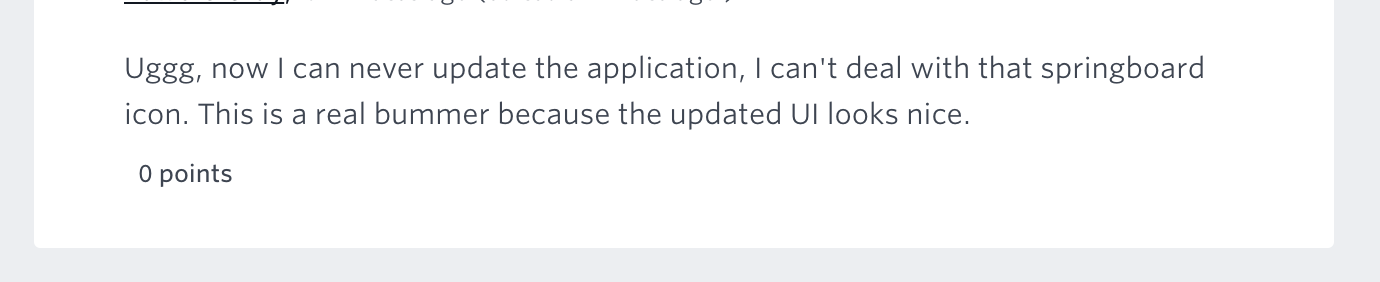 Uggg, now I can never update the application, I can't deal with that springboard
icon. This is a real bummer because the updated UI looks nice.
0 points